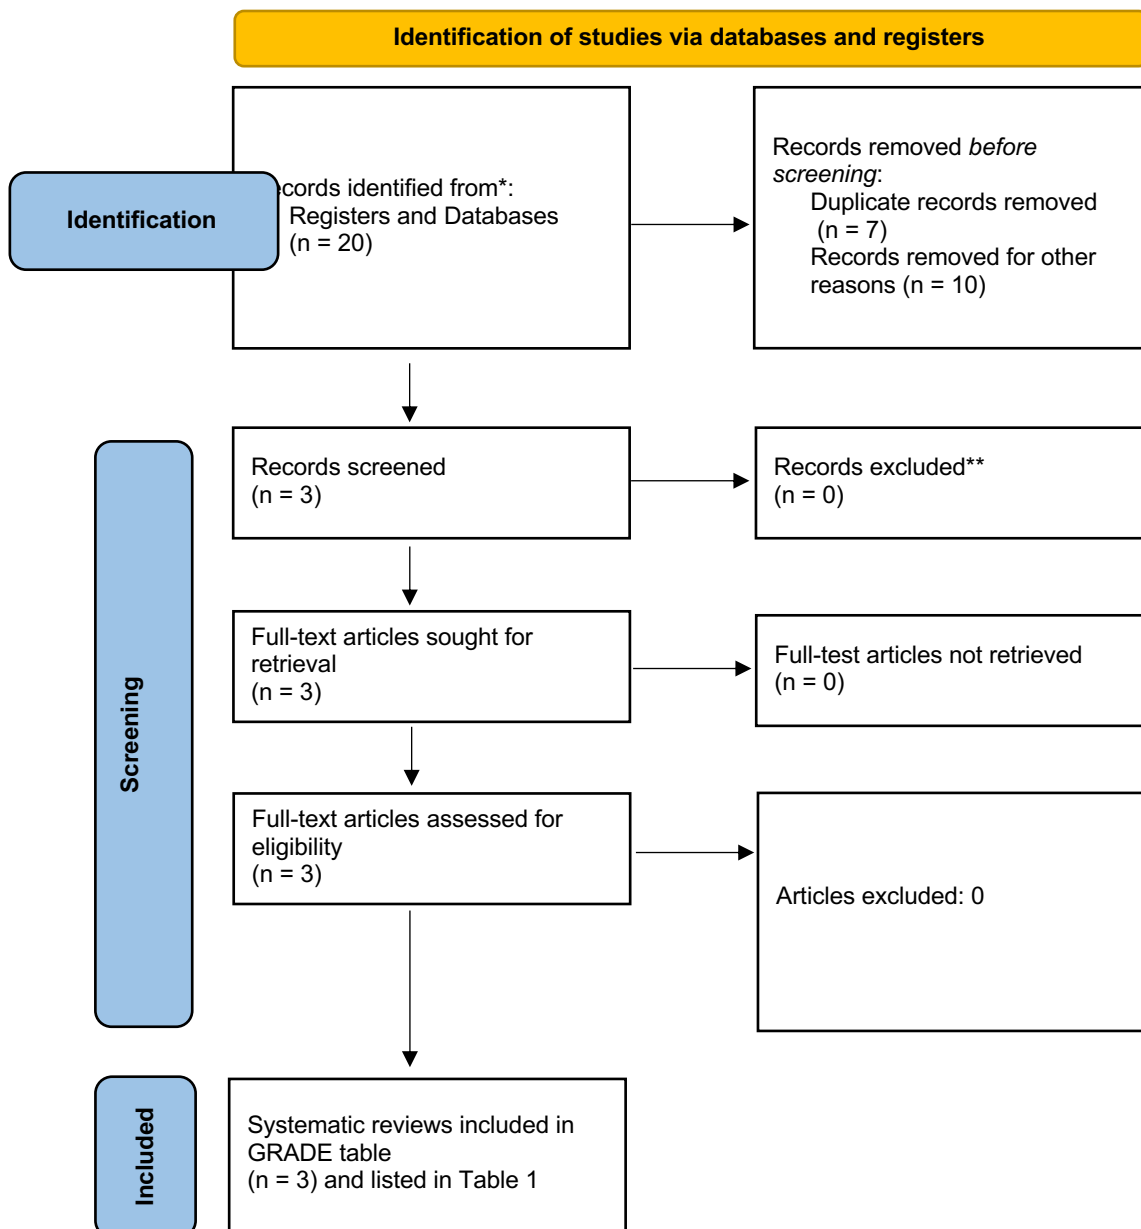 Identification of studies via databases and registers
Identification
ecords identified from*:
Registers and Databases
(n = 20)
Records removed before
screening:
Duplicate records removed
(n = 7)
Records removed for other
reasons (n = 10)
Screening
Records screened
(n = 3)
Records excluded**
(n = 0)
Full-text articles sought for
retrieval
(n = 3)
Full-test articles not retrieved
(n = 0)
Full-text articles assessed for
eligibility
(n = 3)
Articles excluded: 0
Included
Systematic reviews included in
GRADE table
(n = 3) and listed in Table 1